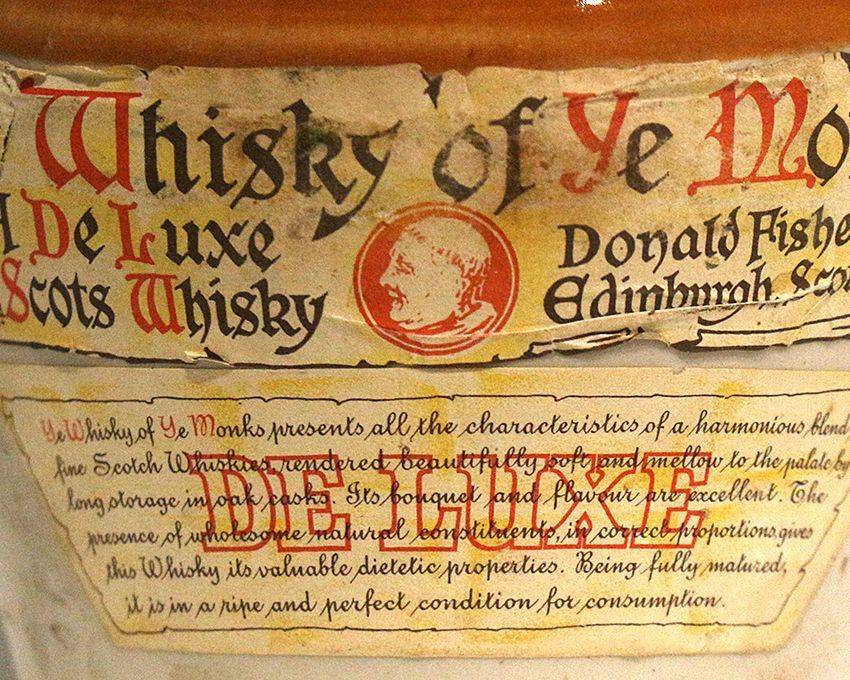 Whisky of Ye Mo
A De Luxe
Scots Whisky
Donald Fishe
Edinburgh, Sco
Ye Whisky of Ye Monks presents all the characteristics of a harmonious blend
fine Scotch Whiskies, rendered beautifully soft and mellow to the palate by
long storage in oak casks. Its bouquet and flavour are excellent. The
presence of wholesome natural constituents, in correct proportions, gives
this Whisky its valuable dietetic properties. Being fully matured,
it is in a ripe and perfect condition for consumption.
DE LUXE